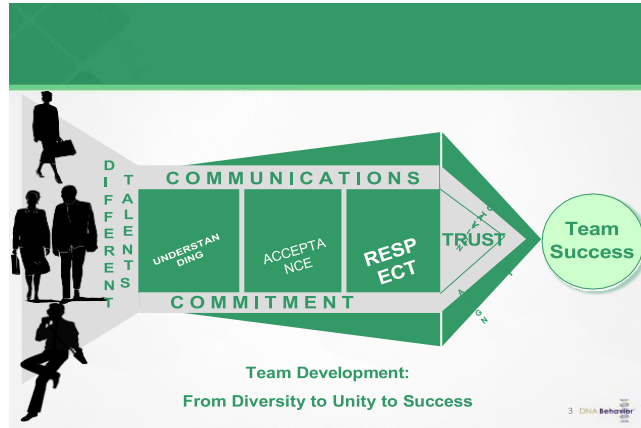 DIFFERENT
TALENTS
COMMUNICATIONS
UNDERSTAN
DING
ACCEPTA
NCE
RESP
ECT
TRUST
COMMITMENT
Team
Success
Team Development:
From Diversity to Unity to Success
3 DNA Behavior